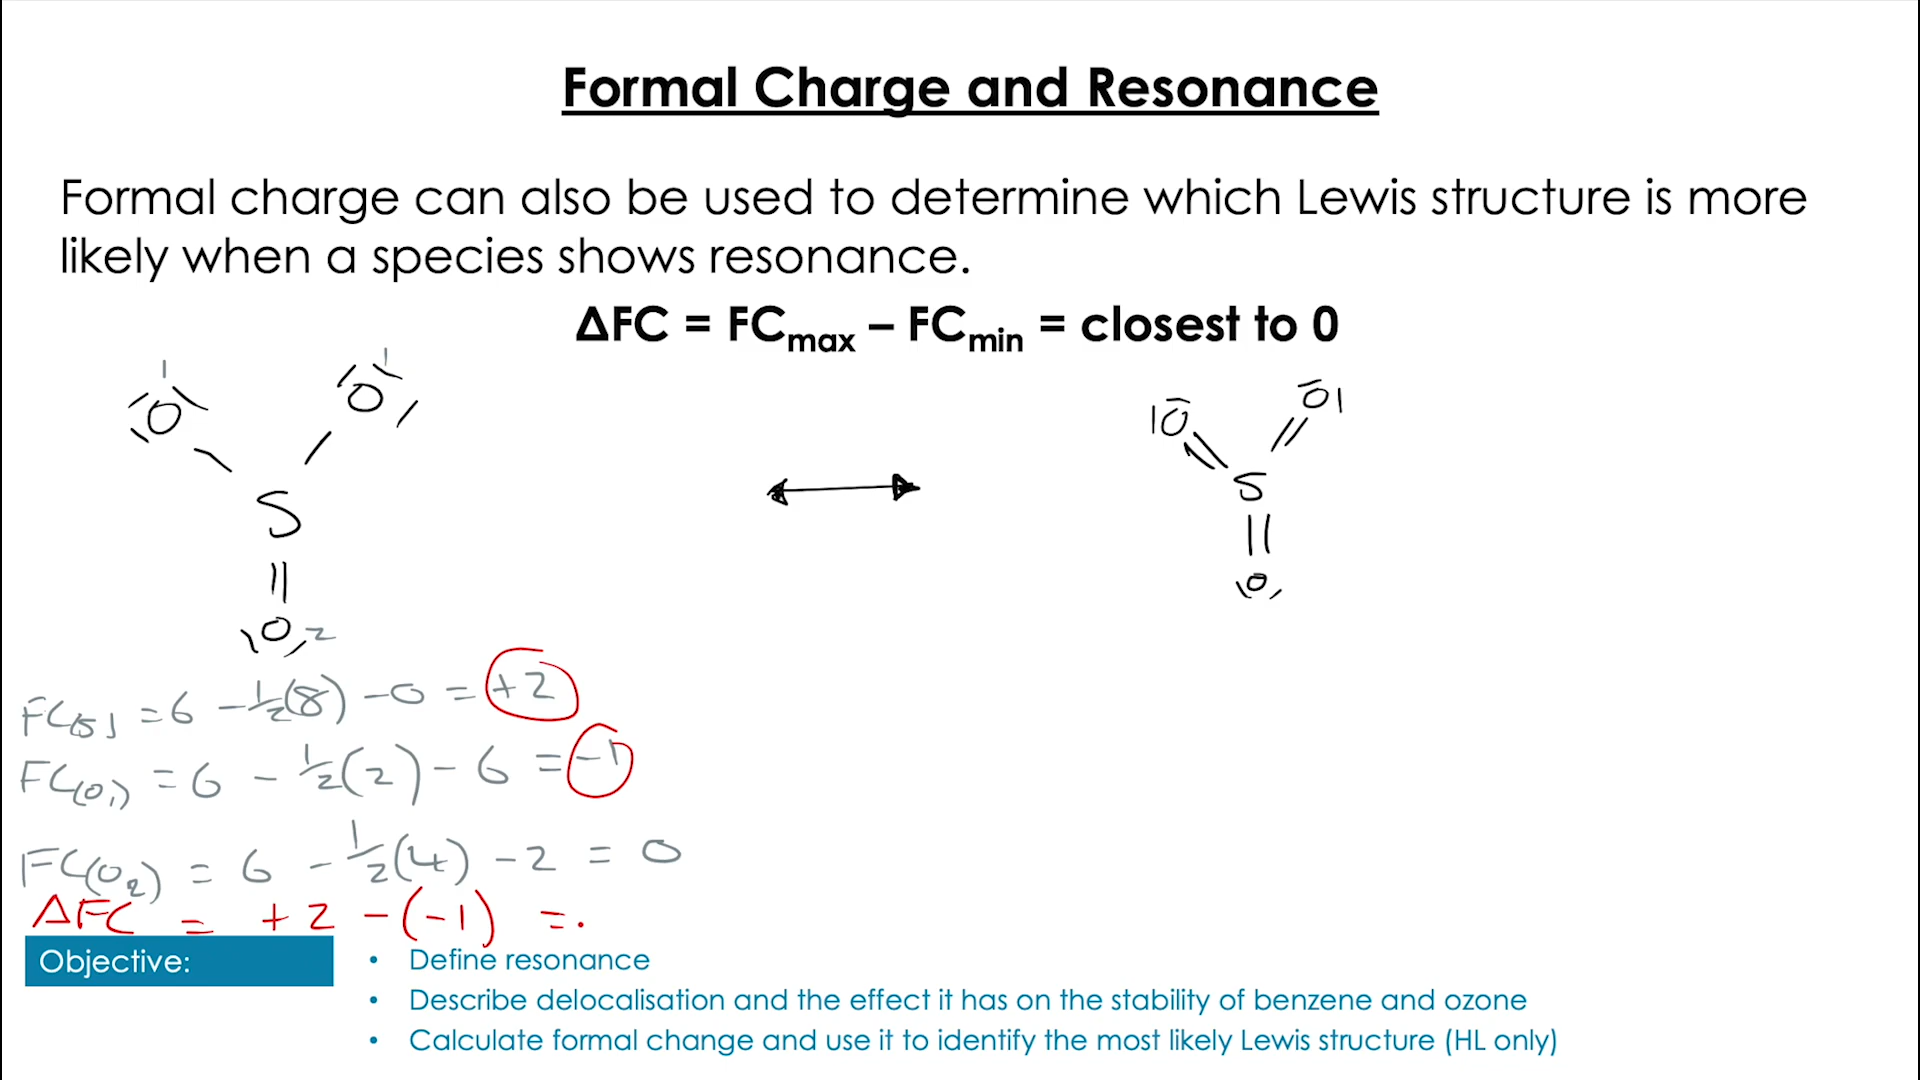 Formal Charge and Resonance
Formal charge can also be used to determine which Lewis structure is more
likely when a species shows resonance.
ΔFC = FCmax – FCmin = closest to 0
1 1
O O
O O
S
S
O 2
O
FC(S) = 6 - 1/2(8) - 0 = +2
FC(O1) = 6 - 1/2(2) - 6 = -1
FC(O2) = 6 - 1/2(4) - 2 = 0
ΔFC = +2 - (-1) =
Objective:
• Define resonance
• Describe delocalisation and the effect it has on the stability of benzene and ozone
• Calculate formal change and use it to identify the most likely Lewis structure (HL only)